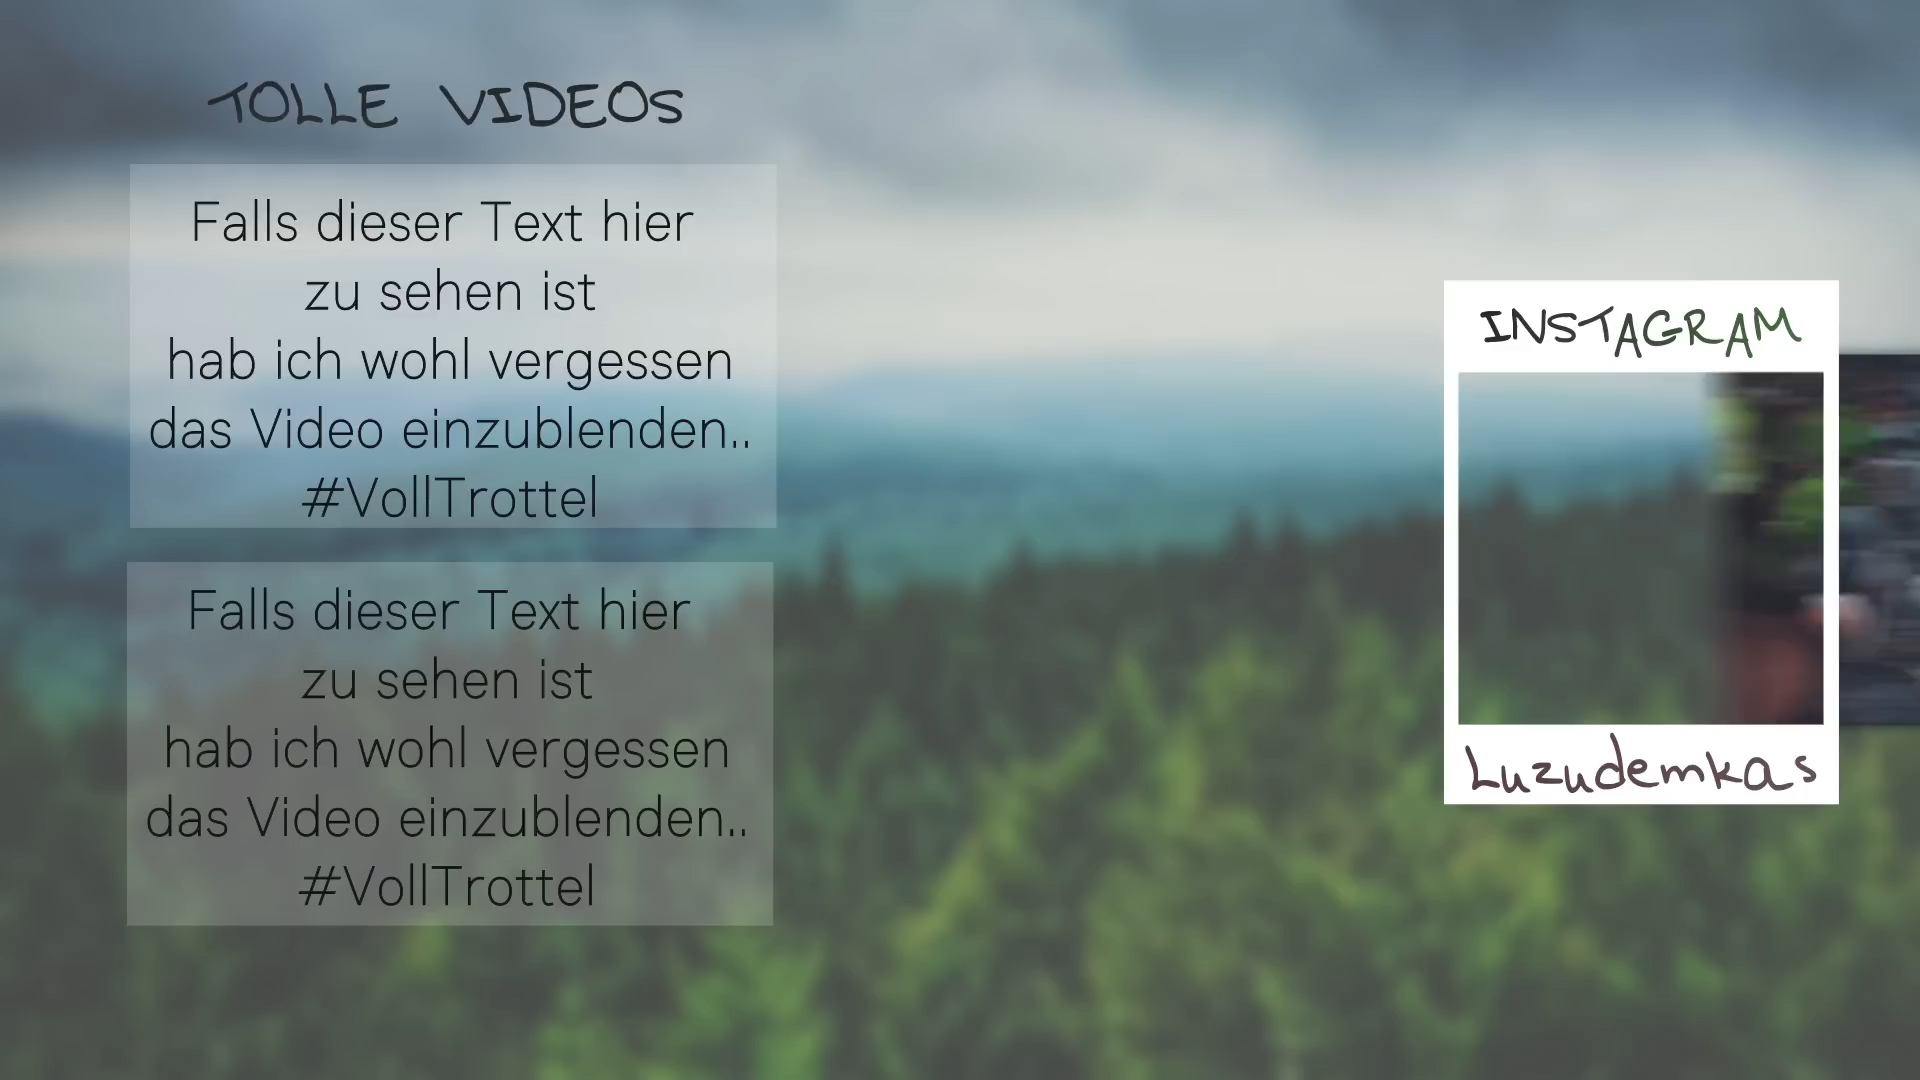 TOLLE VIDEOS
Falls dieser Text hier
zu sehen ist
hab ich wohl vergessen
das Video einzublenden..
#VollTrottel
Falls dieser Text hier
zu sehen ist
hab ich wohl vergessen
das Video einzublenden..
#VollTrottel
INSTAGRAM
Luzudemkas